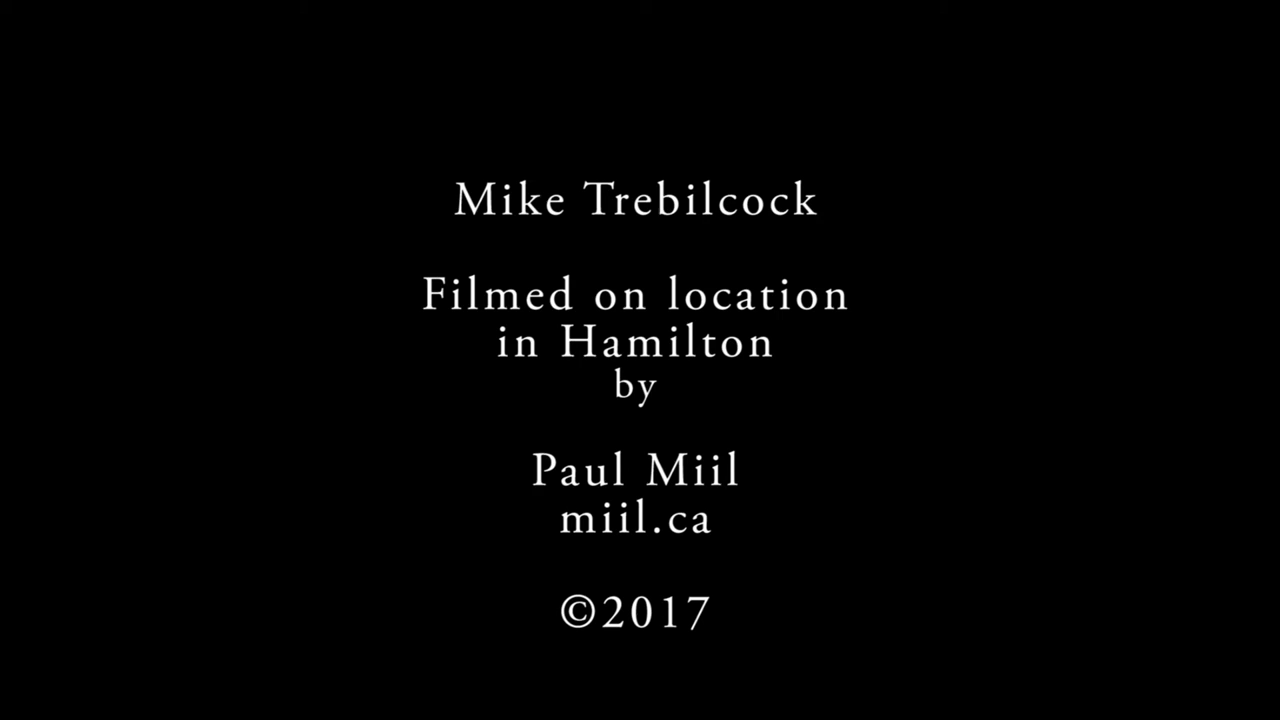 Mike Trebilcock
Filmed on location
in Hamilton
by
Paul Miil
miil.ca
©2017